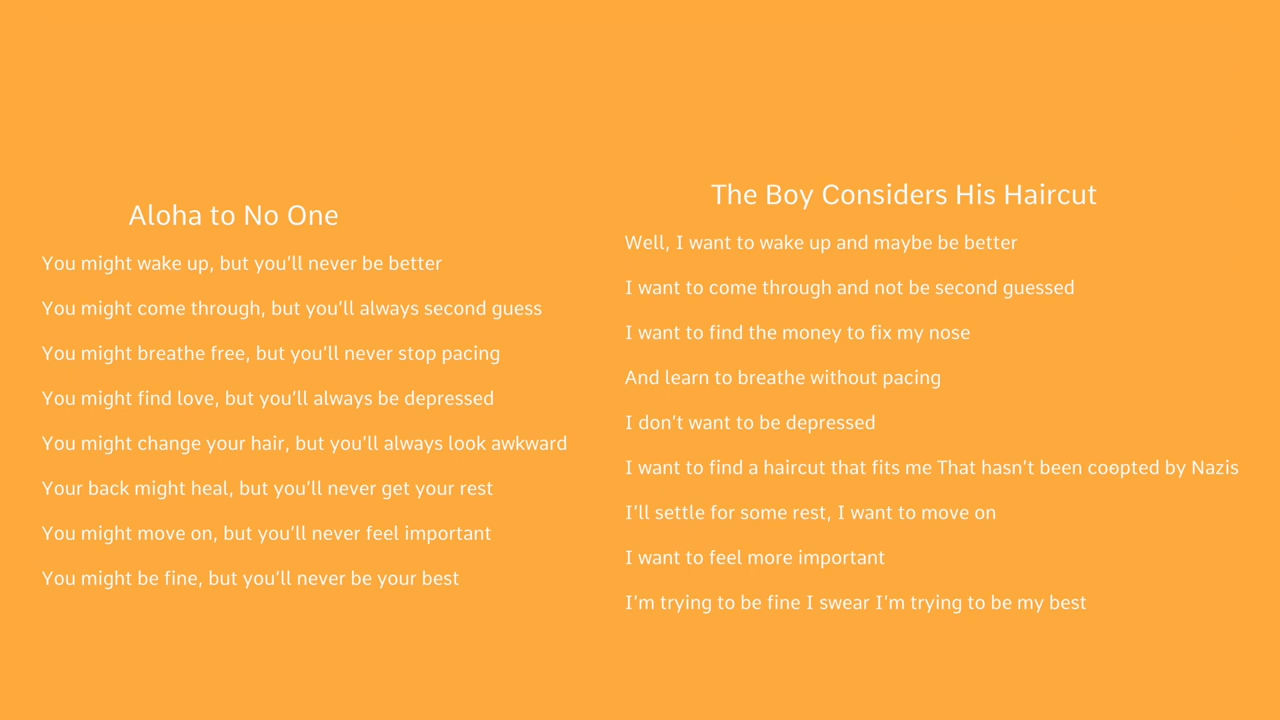 Aloha to No One
You might wake up, but you’ll never be better
You might come through, but you’ll always second guess
You might breathe free, but you’ll never stop pacing
You might find love, but you’ll always be depressed
You might change your hair, but you’ll always look awkward
Your back might heal, but you’ll never get your rest
You might move on, but you’ll never feel important
You might be fine, but you’ll never be your best
The Boy Considers His Haircut
Well, I want to wake up and maybe be better
I want to come through and not be second guessed
I want to find the money to fix my nose
And learn to breathe without pacing
I don’t want to be depressed
I want to find a haircut that fits me That hasn’t been coopted by Nazis
I’ll settle for some rest, I want to move on
I want to feel more important
I’m trying to be fine I swear I’m trying to be my best